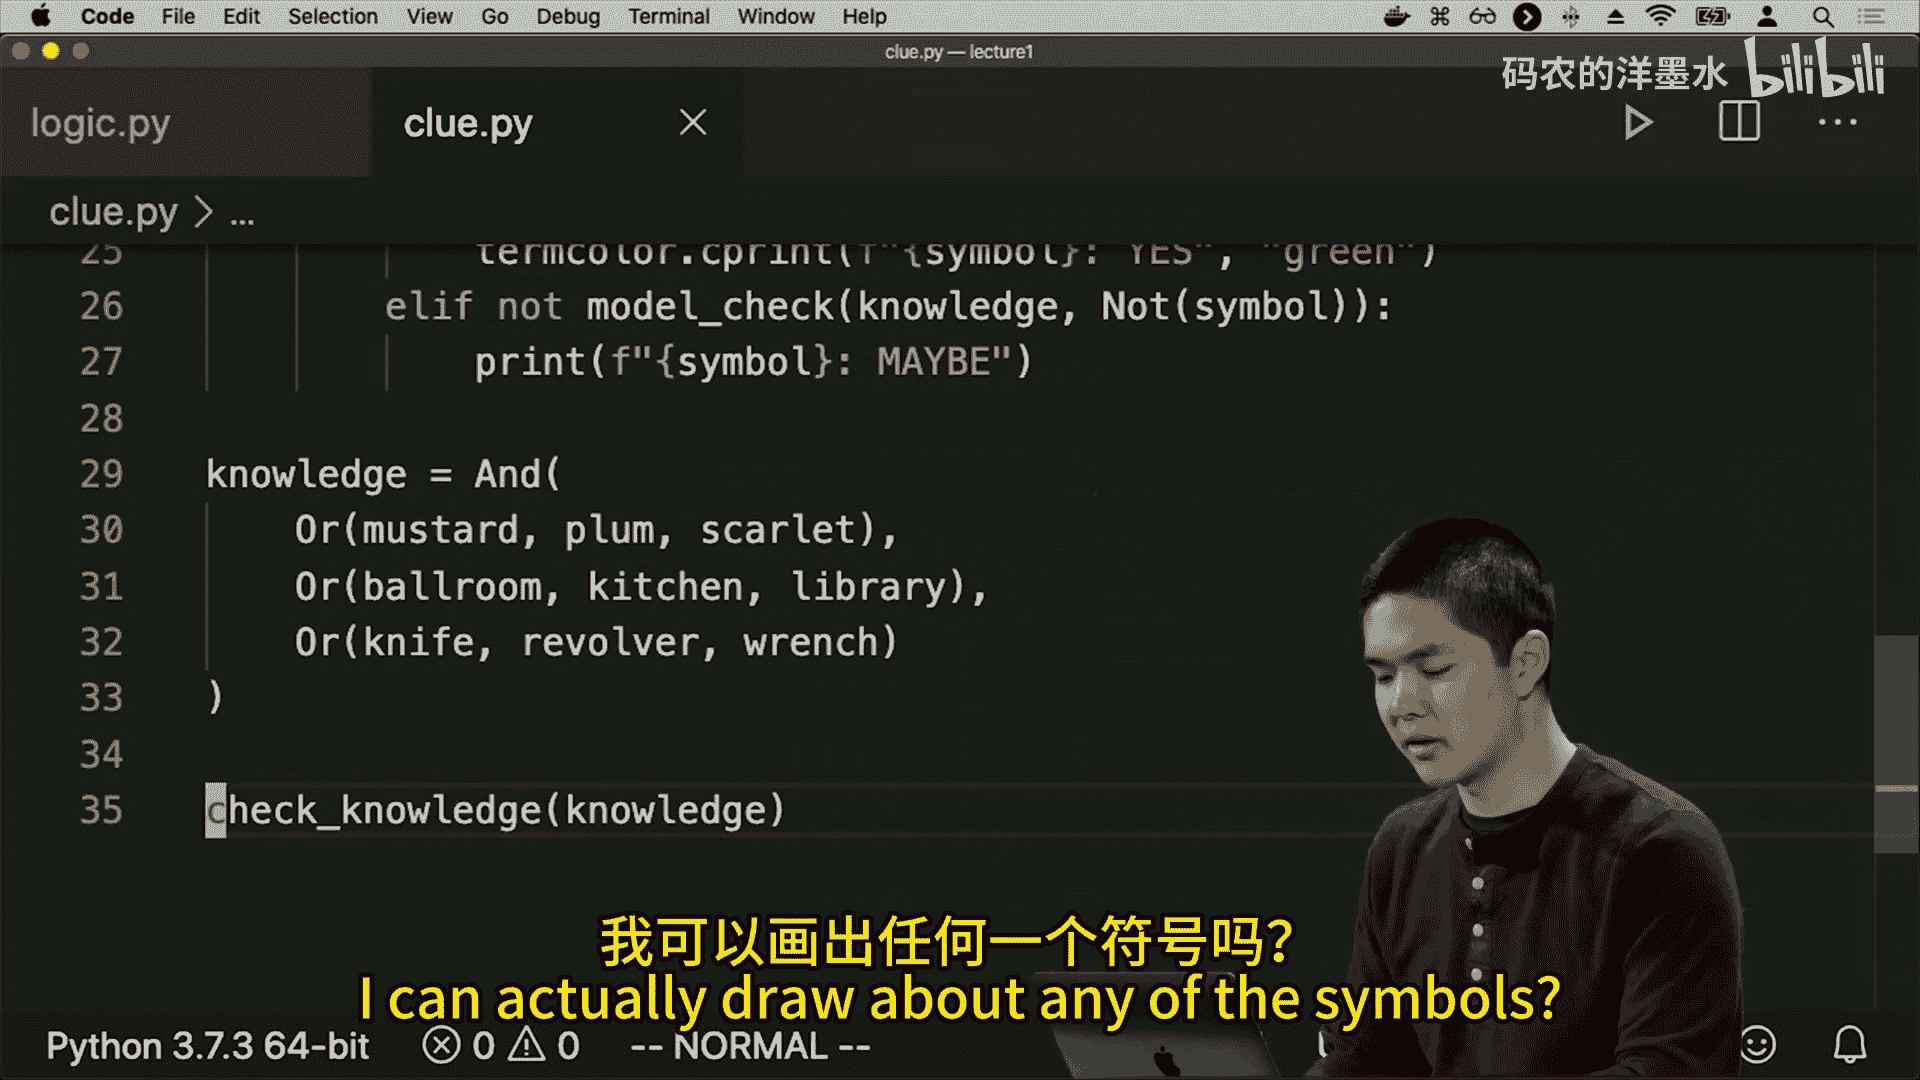 Code File Edit Selection View Go Debug Terminal Window Help
clue.py — lecture1
码农的洋墨水 bilibili
logic.py clue.py
clue.py > ...
25 termcolor.cprint(f"{symbol}: YES", "green")
26 elif not model_check(knowledge, Not(symbol)):
27 print(f"{symbol}: MAYBE")
28
29 knowledge = And(
30 Or(mustard, plum, scarlet),
31 Or(ballroom, kitchen, library),
32 Or(knife, revolver, wrench)
33 )
34
35 check_knowledge(knowledge)
我可以画出任何一个符号吗?
I can actually draw about any of the symbols?
Python 3.7.3 64-bit 0 0 -- NORMAL --